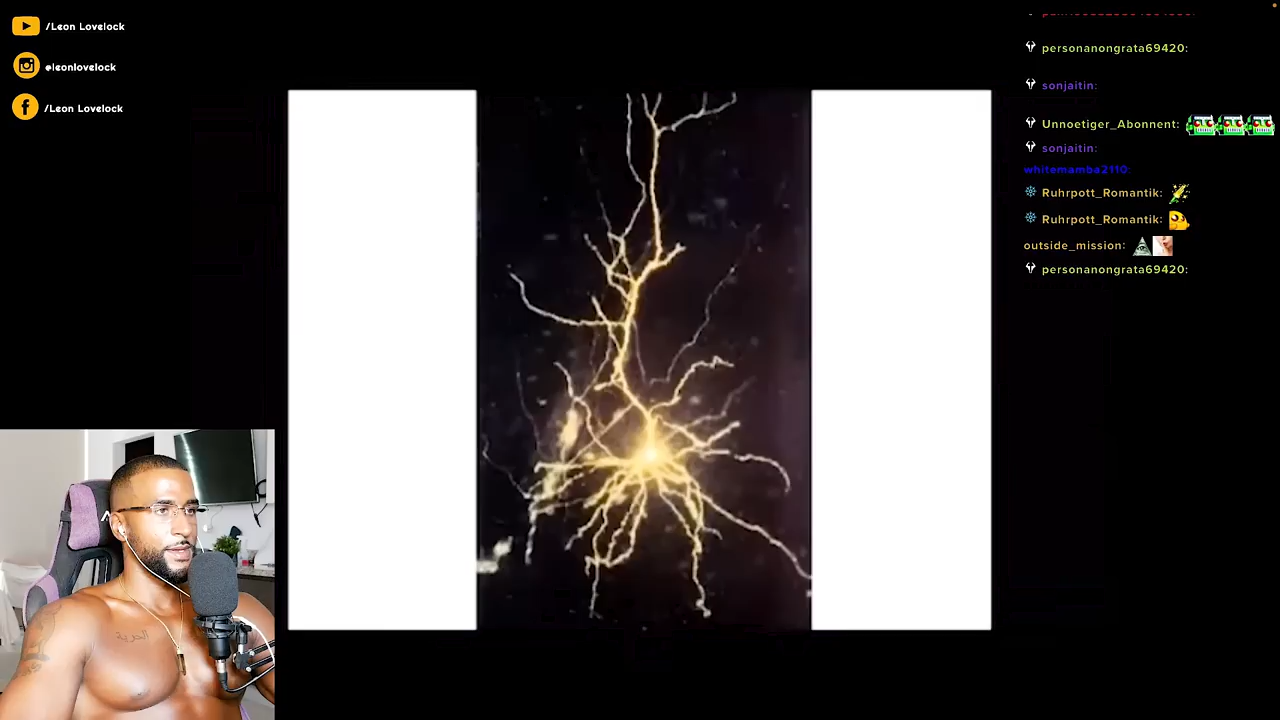 /Leon Lovelock
@leonlovelock
/Leon Lovelock
personanongrata69420:
sonjaitin:
Unnoetiger_Abonnent:
sonjaitin:
whitemamba2110:
Ruhrpott_Romantik:
Ruhrpott_Romantik:
outside_mission:
personanongrata69420: